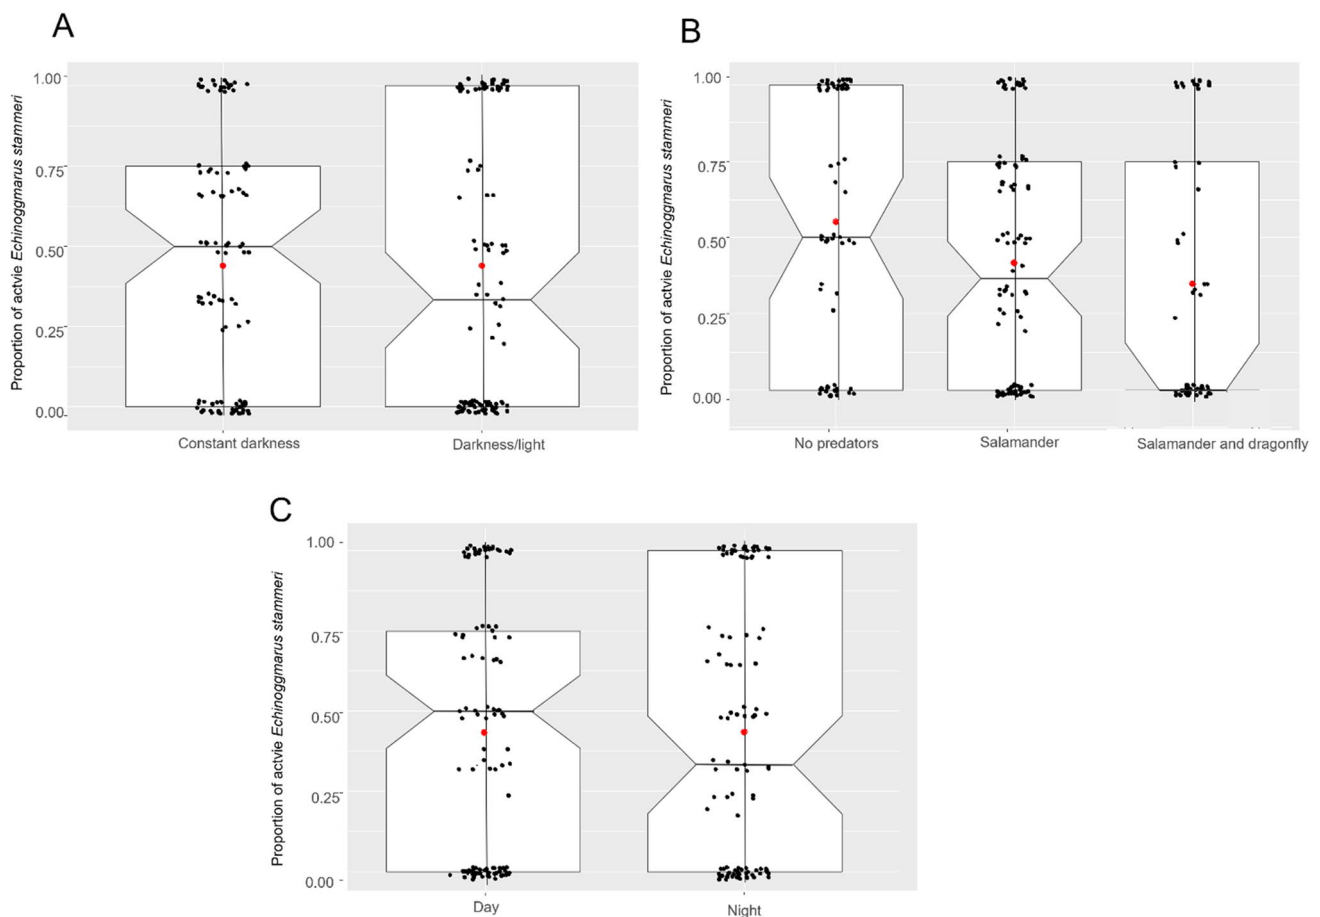 A
Proportion of actvie Echinoggmarus stammeri
1.00
0.75
0.50
0.25
0.00
Constant darkness
Darkness/light
B
Proportion of actvie Echinoggmarus stammeri
1.00
0.75
0.50
0.25
0.00
No predators
Salamander
Salamander and dragonfly
C
Proportion of actvie Echinoggmarus stammeri
1.00
0.75
0.50
0.25
0.00
Day
Night